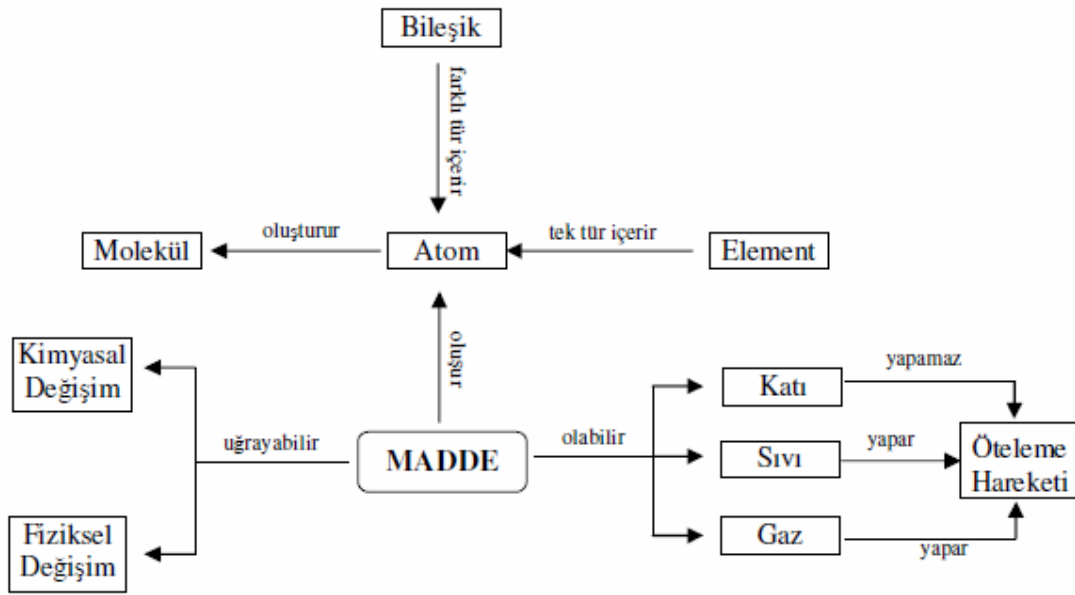 Bileşik
farklı tür içerir
Molekül
oluşturur
Atom
tek tür içerir
Element
oluşur
Kimyasal
Değişim
uğrayabilir
Fiziksel
Değişim
MADDE
olabilir
Katı
yapamaz
Sıvı
yapar
Öteleme
Hareketi
Gaz
yapar